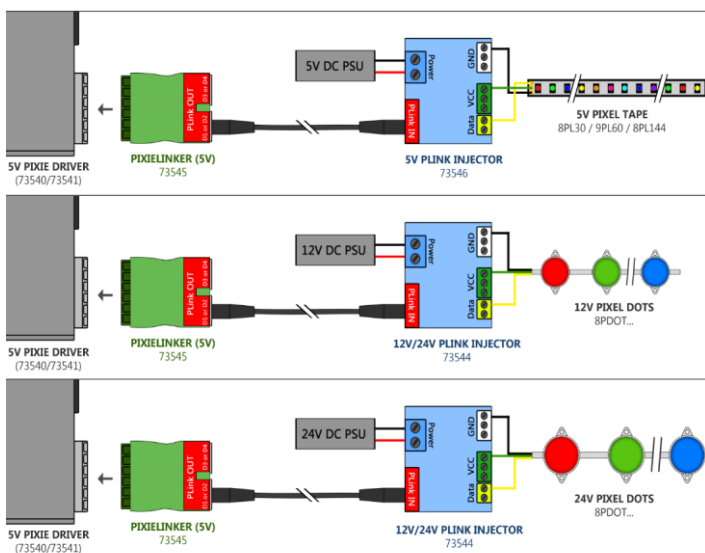 5V DC PSU
Power
GND
PLink OUT
D3 or D4
D1 or D2
PLink IN
VCC
Data
5V PIXEL TAPE
8PL30 / 9PL60 / 8PL144
5V PIXIE DRIVER
(73540/73541)
PIXIELINKER (5V)
73545
5V PLINK INJECTOR
73546
12V DC PSU
Power
GND
PLink OUT
D3 or D4
D1 or D2
PLink IN
VCC
Data
12V PIXEL DOTS
8PDOT...
5V PIXIE DRIVER
(73540/73541)
PIXIELINKER (5V)
73545
12V/24V PLINK INJECTOR
73544
24V DC PSU
Power
GND
PLink OUT
D3 or D4
D1 or D2
PLink IN
VCC
Data
24V PIXEL DOTS
8PDOT...
5V PIXIE DRIVER
(73540/73541)
PIXIELINKER (5V)
73545
12V/24V PLINK INJECTOR
73544